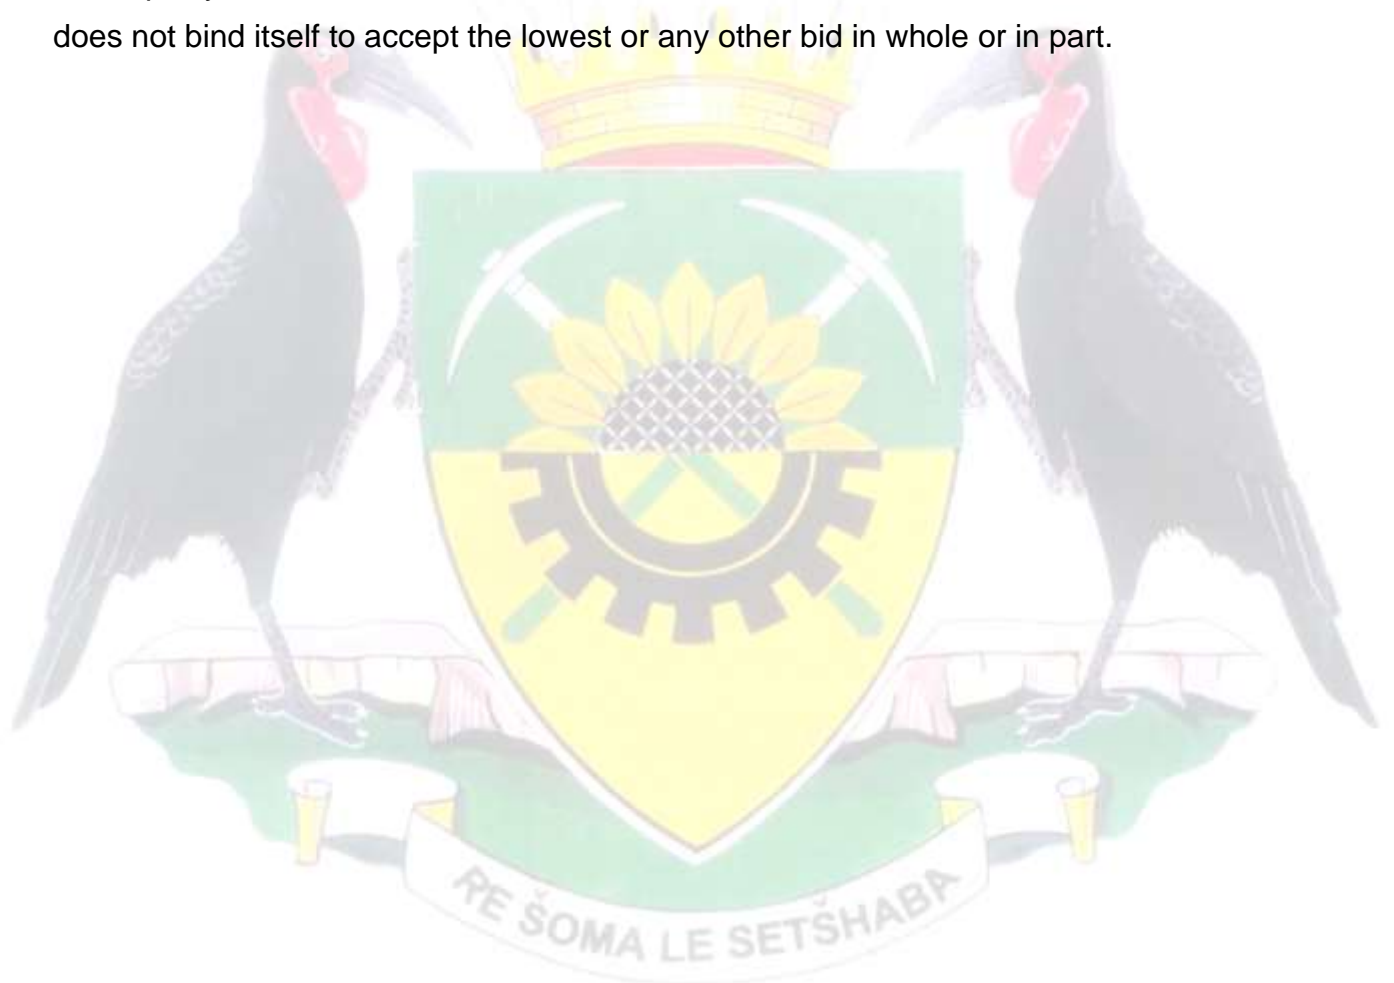 does not bind itself to accept the lowest or any other bid in whole or in part.
RE ŠOMA LE SETŠHABA